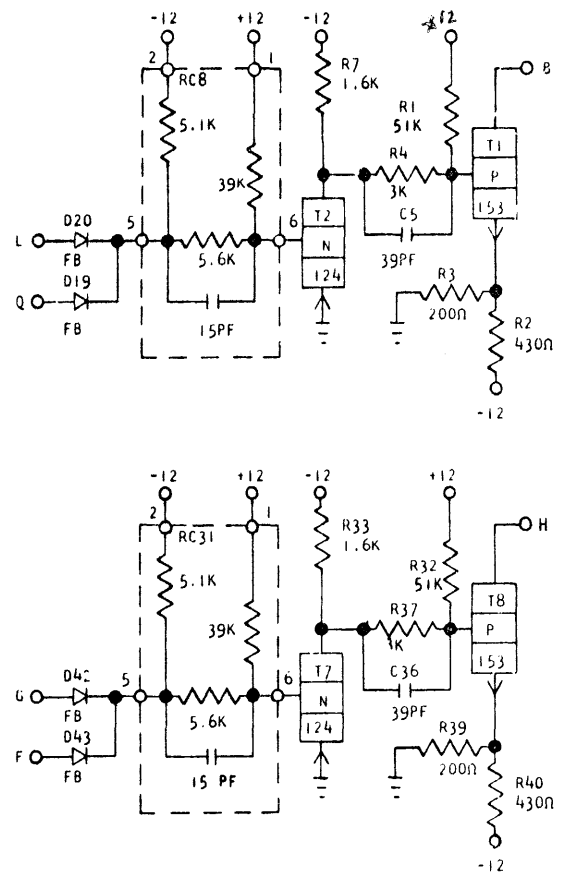 -12
+12
-12
12
2
1
RC8
R7
1.6K
B
5.1K
R1
51K
T1
R4
P
39K
3K
153
5
6
T2
C5
D20
L
N
39PF
FB
5.6K
R3
D19
124
Q
200Ω
R2
FB
15PF
430Ω
-12
-12
+12
-12
+12
2
1
RC31
R33
1.6K
H
5.1K
R32
51K
T8
R37
P
39K
K
153
5
6
T7
C36
D42
G
N
39PF
FB
5.6K
R39
D43
124
F
200Ω
R40
FB
15 PF
430Ω
-12